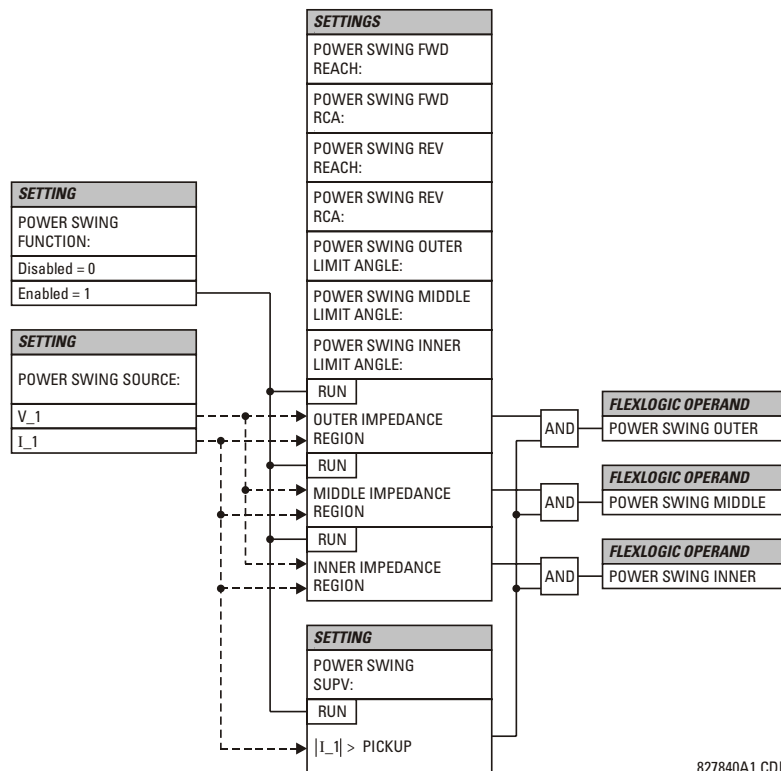 SETTINGS
POWER SWING FWD
REACH:
POWER SWING FWD
RCA:
POWER SWING REV
REACH:
POWER SWING REV
RCA:
POWER SWING OUTER
LIMIT ANGLE:
POWER SWING MIDDLE
LIMIT ANGLE:
POWER SWING INNER
LIMIT ANGLE:
RUN
OUTER IMPEDANCE
REGION
RUN
MIDDLE IMPEDANCE
REGION
RUN
INNER IMPEDANCE
REGION
SETTING
POWER SWING
FUNCTION:
Disabled = 0
Enabled = 1
SETTING
POWER SWING SOURCE:
V_1
I_1
SETTING
POWER SWING
SUPV:
RUN
|I_1| > PICKUP
AND
AND
AND
FLEXLOGIC OPERAND
POWER SWING OUTER
FLEXLOGIC OPERAND
POWER SWING MIDDLE
FLEXLOGIC OPERAND
POWER SWING INNER
827840A1.CD